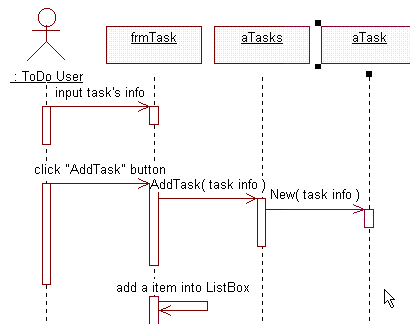 frmTask
aTasks
aTask
: ToDo User
input task's info
click "AddTask" button
AddTask( task info )
New( task info )
add a item into ListBox